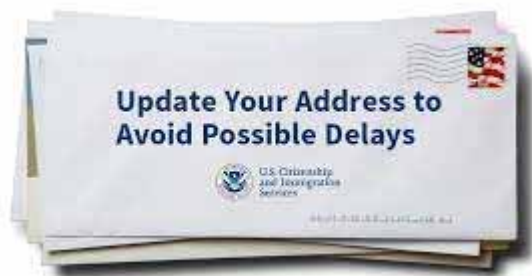 Update Your Address to
Avoid Possible Delays
U.S. Citizenship
and Immigration
Services